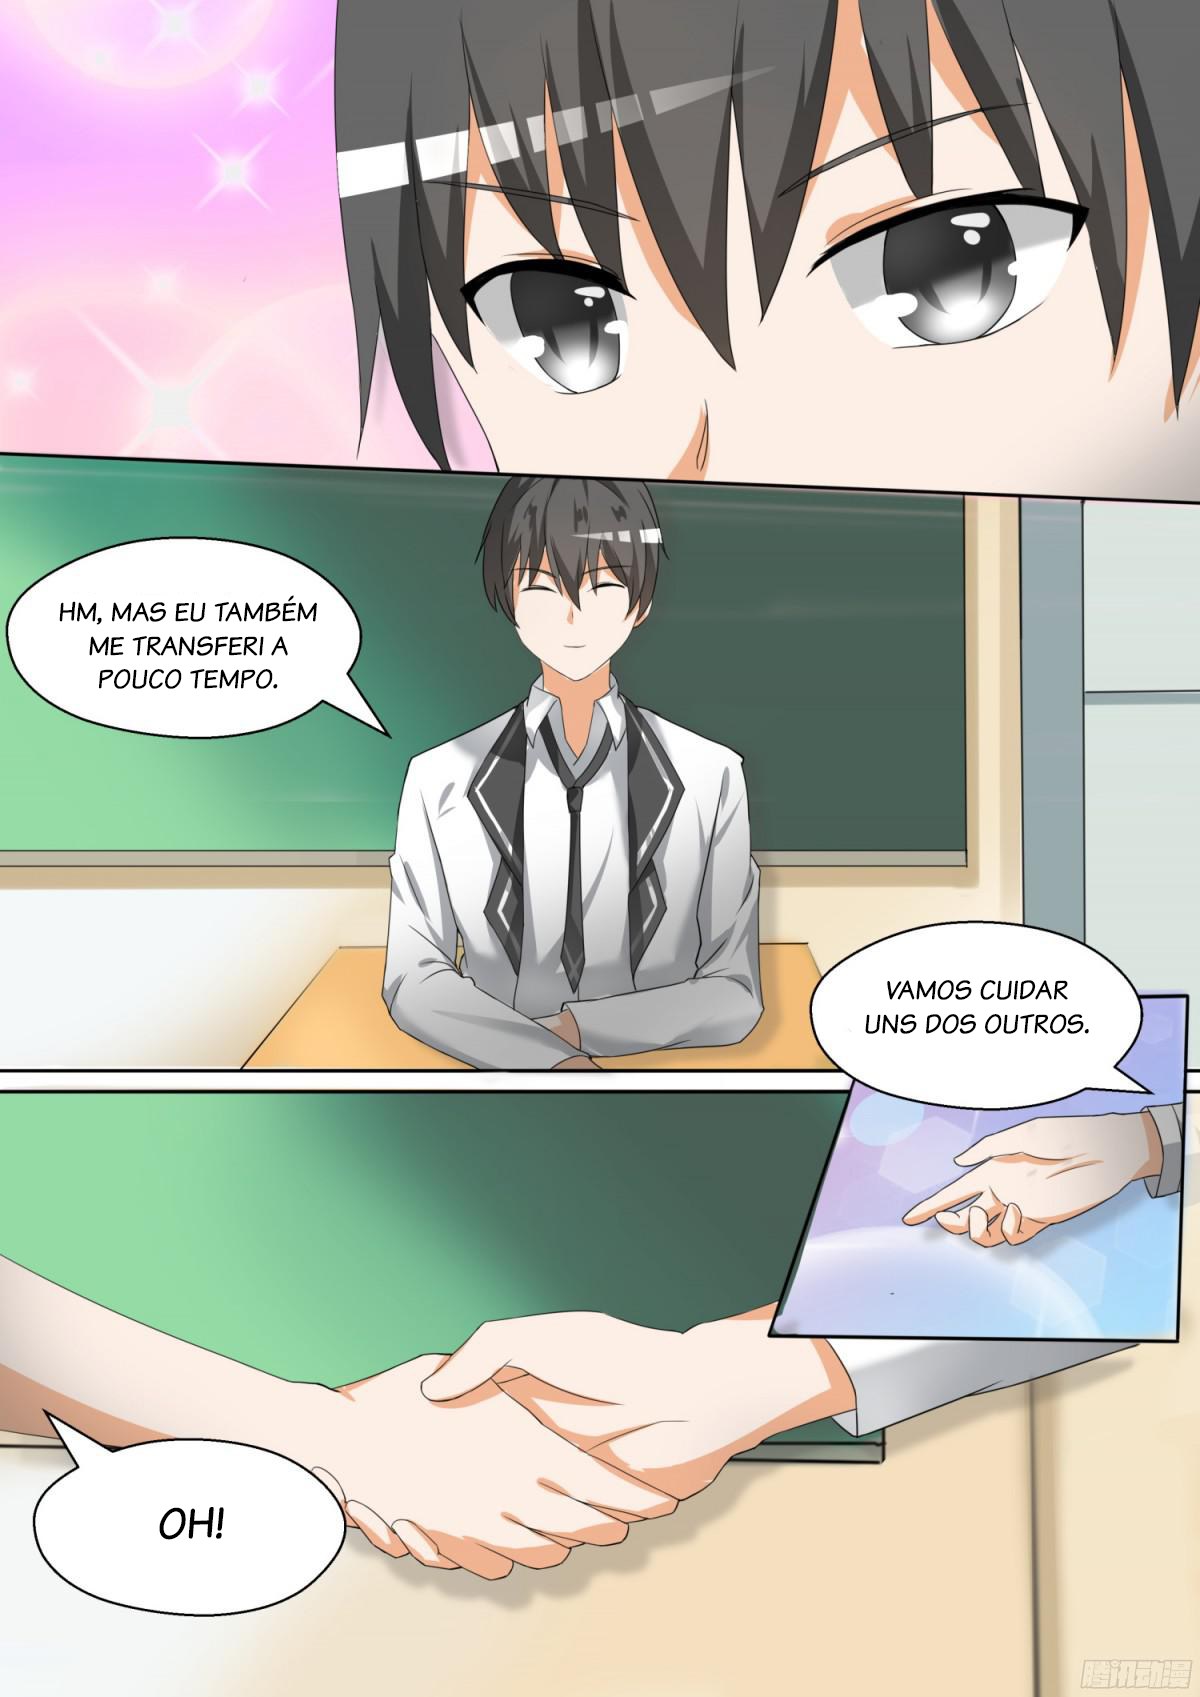 HM, MAS EU TAMBÉM
ME TRANSFERI A
POUCO TEMPO.
VAMOS CUIDAR
UNS DOS OUTROS.
OH!
腾讯动漫